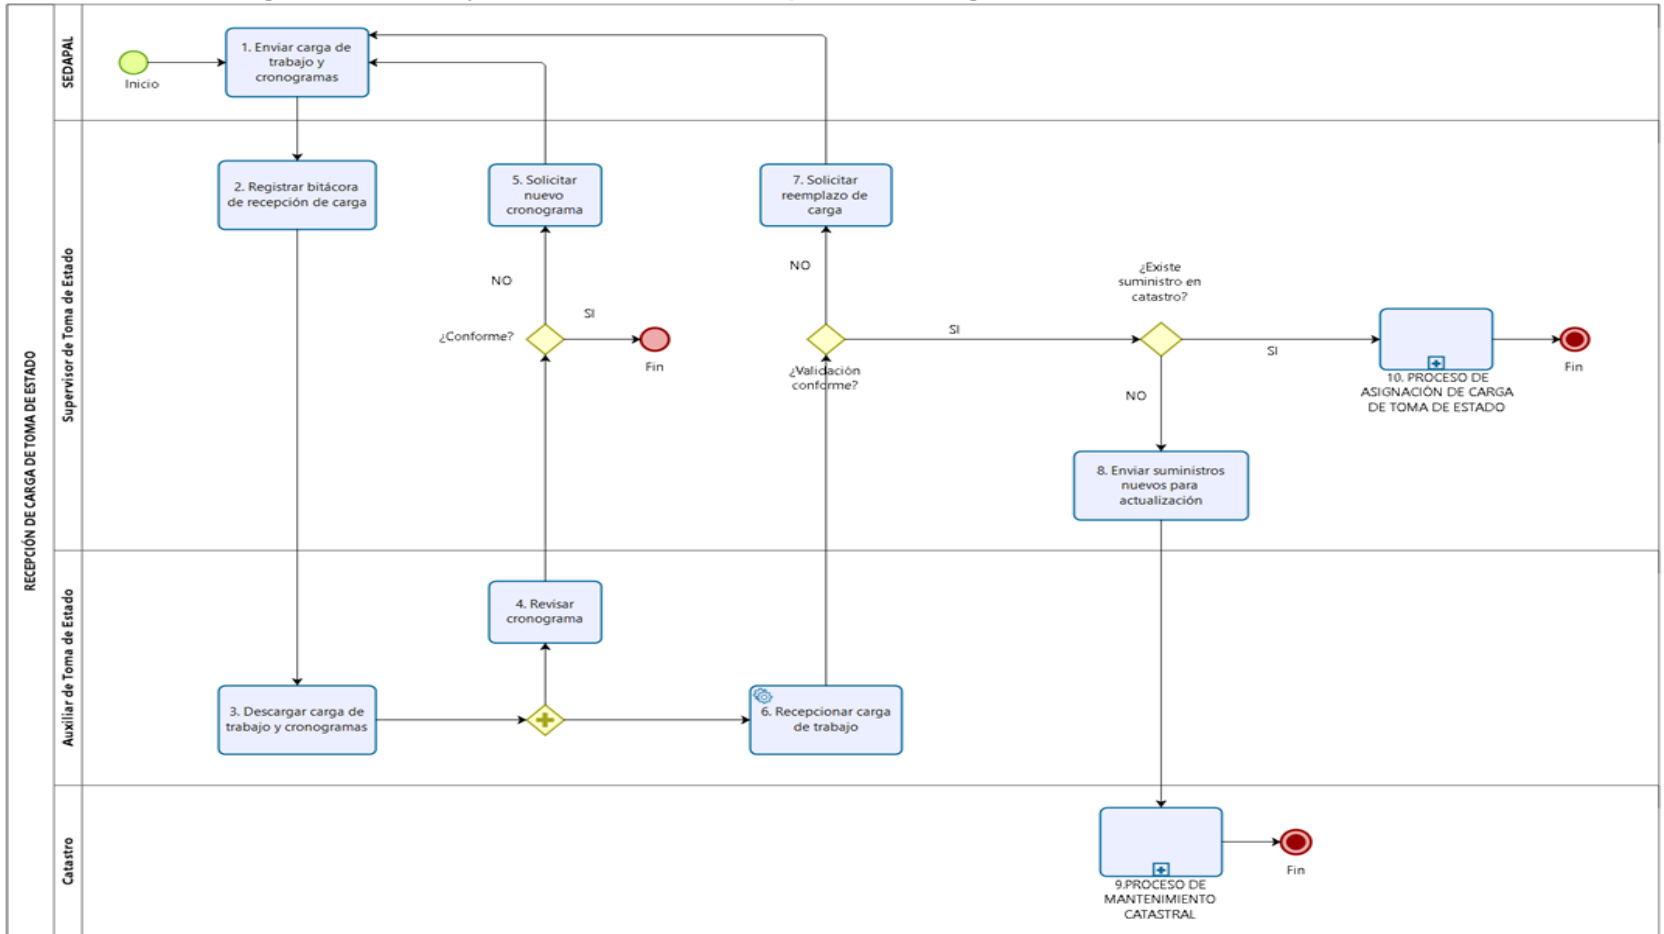 RECEPCIÓN DE CARGA DE TOMA DE ESTADO
SEDAPAL
Inicio
1. Enviar carga de
trabajo y
cronogramas
Supervisor de Toma de Estado
2. Registrar bitácora
de recepción de carga
5. Solicitar
nuevo
cronograma
7. Solicitar
reemplazo de
carga
NO
NO
¿Existe
suministro en
catastro?
¿Conforme?
SI
Fin
¿Validación
conforme?
SI
SI
NO
10. PROCESO DE
ASIGNACIÓN DE CARGA
DE TOMA DE ESTADO
Fin
8. Enviar suministros
nuevos para
actualización
Auxiliar de Toma de Estado
4. Revisar
cronograma
3. Descargar carga de
trabajo y cronogramas
6. Recepcionar carga
de trabajo
Catastro
9.PROCESO DE
MANTENIMIENTO
CATASTRAL
Fin